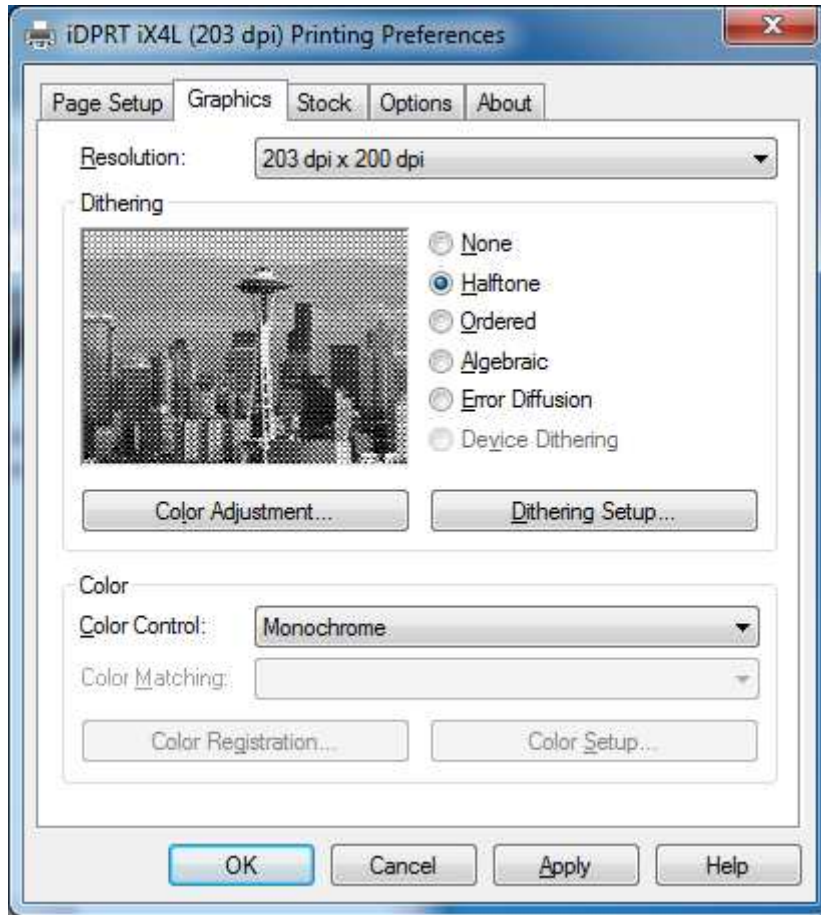 iDPRT iX4L (203 dpi) Printing Preferences
Page Setup Graphics Stock Options About
Resolution: 203 dpi x 200 dpi
Dithering
None
Halftone
Ordered
Algebraic
Error Diffusion
Device Dithering
Color Adjustment... Dithering Setup...
Color
Color Control: Monochrome
Color Matching:
Color Registration... Color Setup...
OK Cancel Apply Help